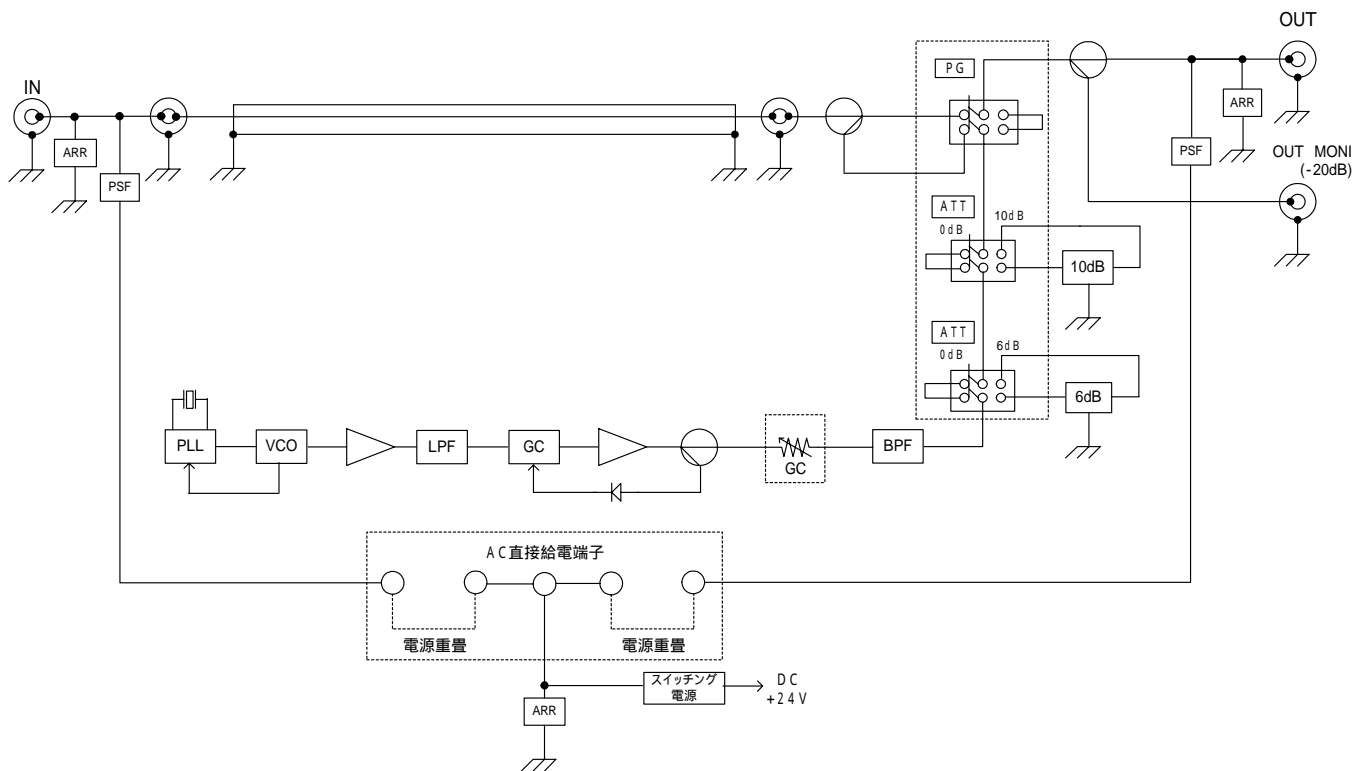 OUT
PG
IN
ARR
ARR
PSF
PSF
OUT MONI
(-20dB)
ATT
0dB
10dB
10dB
ATT
0dB
6dB
6dB
PLL
VCO
LPF
GC
GC
BPF
AC直接給電端子
電源重畳
電源重畳
スイッチング
電源
DC
+24V
ARR